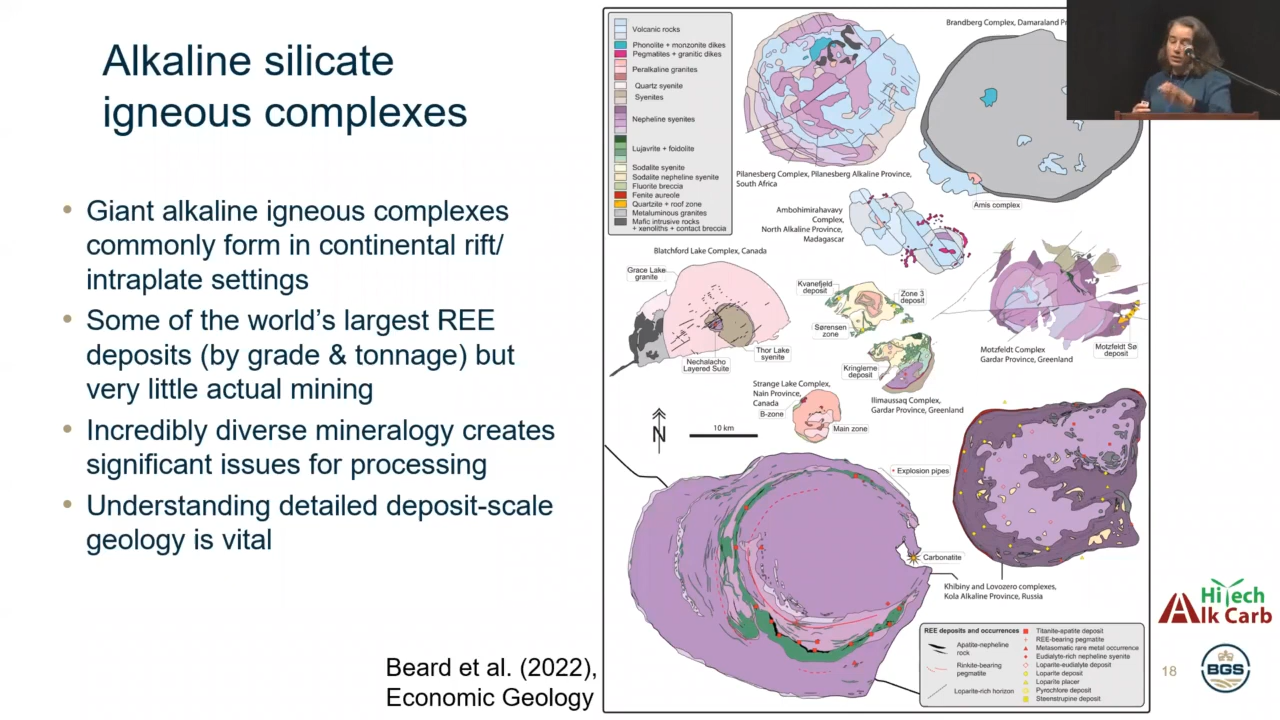 Alkaline silicate
igneous complexes
• Giant alkaline igneous complexes
commonly form in continental rift/
intraplate settings
• Some of the world's largest REE
deposits (by grade & tonnage) but
very little actual mining
• Incredibly diverse mineralogy creates
significant issues for processing
• Understanding detailed deposit-scale
geology is vital
Beard et al. (2022),
Economic Geology
Volcanic rocks
Phonolite + monzonite dikes
Pegmatites + granitic dikes
Peralkaline granites
Quartz syenite
Syenites
Nepheline syenites
Lujavrite + foidolite
Sodalite syenite
Sodalite nepheline syenite
Fluorite breccia
Fenite aureole
Quartzite + roof zone
Metaluminous granites
Mafic intrusive rocks
+ xenoliths + contact breccia
Pilanesberg Complex, Pilanesberg Alkaline Province,
South Africa
Brandberg Complex, Damaraland
Amis complex
Ambohimirahavavy
Complex,
North Alkaline Province,
Madagascar
Blatchford Lake Complex, Canada
Grace Lake
granite
Thor Lake
syenite
Nechalacho
Layered Suite
Kvanefjeld
deposit
Zone 3
deposit
Sørensen
zone
Kringlerne
deposit
Ilimaussaq Complex,
Gardar Province, Greenland
Motzfeldt Complex
Gardar Province, Greenland
Motzfeldt Sø
deposit
Strange Lake Complex,
Nain Province,
Canada
B-zone
Main zone
N
10 km
Explosion pipes
Carbonatite
Khibiny and Lovozero complexes,
Kola Alkaline Province, Russia
REE deposits and occurrences
Apatite-nepheline
rock
Rinkite-bearing
pegmatite
Loparite-rich horizon
Titanite-apatite deposit
REE-bearing pegmatite
Metasomatic rare metal occurrence
Eudialyte-rich nepheline syenite
Loparite-eudialyte deposit
Loparite deposit
Loparite placer
Pyrochlore deposit
Steenstrupine deposit
HiTech
Alk Carb
18
BGS